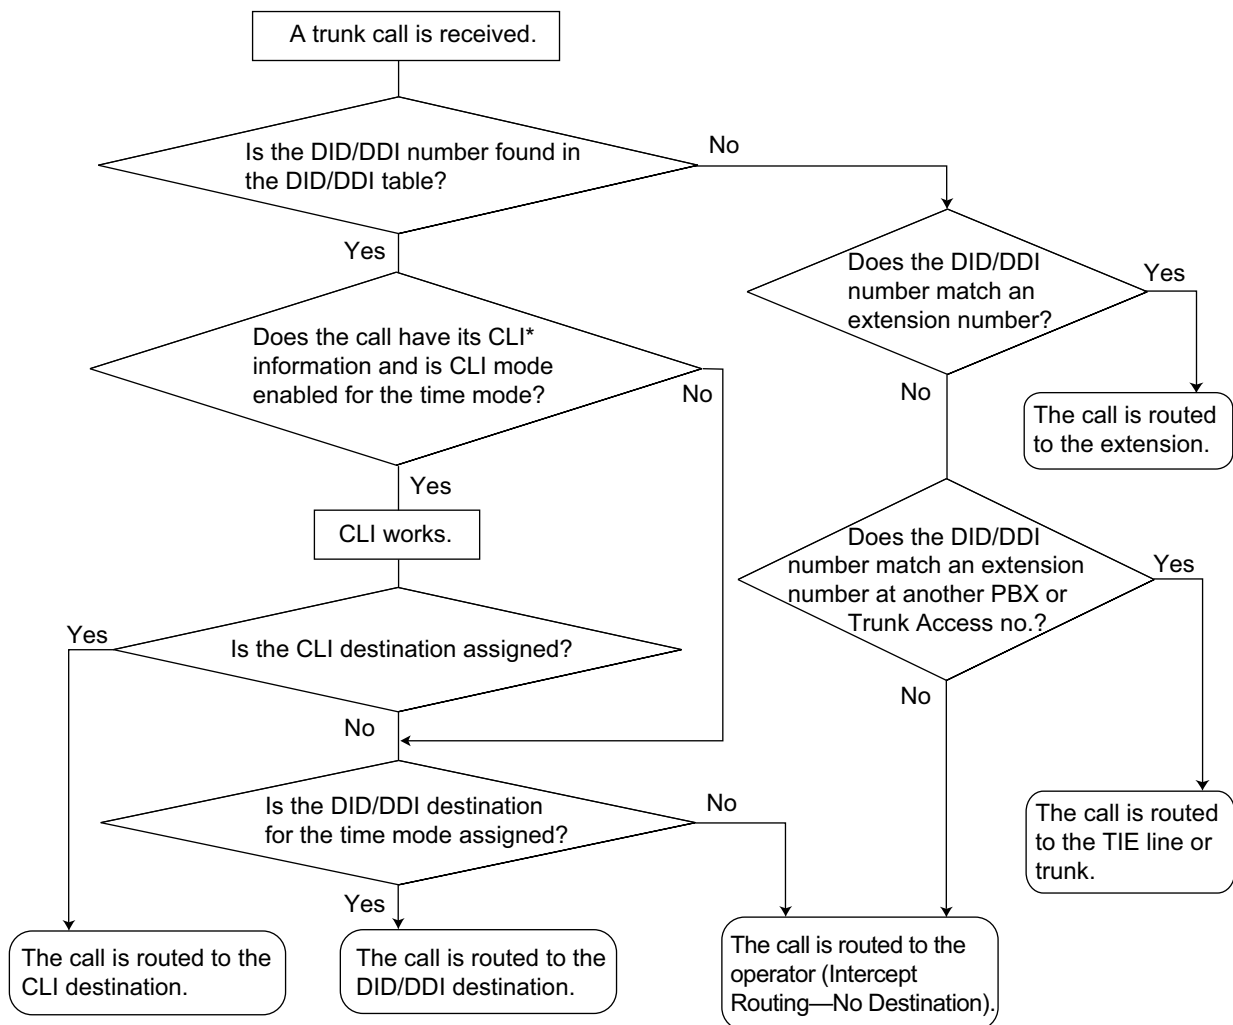 A trunk call is received.
Is the DID/DDI number found in
the DID/DDI table?
No
Yes
Does the DID/DDI
number match an
extension number?
Yes
No
The call is routed
to the extension.
Does the call have its CLI*
information and is CLI mode
enabled for the time mode?
No
Yes
CLI works.
Does the DID/DDI
number match an extension
number at another PBX or
Trunk Access no.?
Yes
No
Is the CLI destination assigned?
Yes
No
Is the DID/DDI destination
for the time mode assigned?
No
Yes
The call is routed
to the TIE line or
trunk.
The call is routed to the
CLI destination.
The call is routed to the
DID/DDI destination.
The call is routed to the
operator (Intercept
Routing—No Destination).